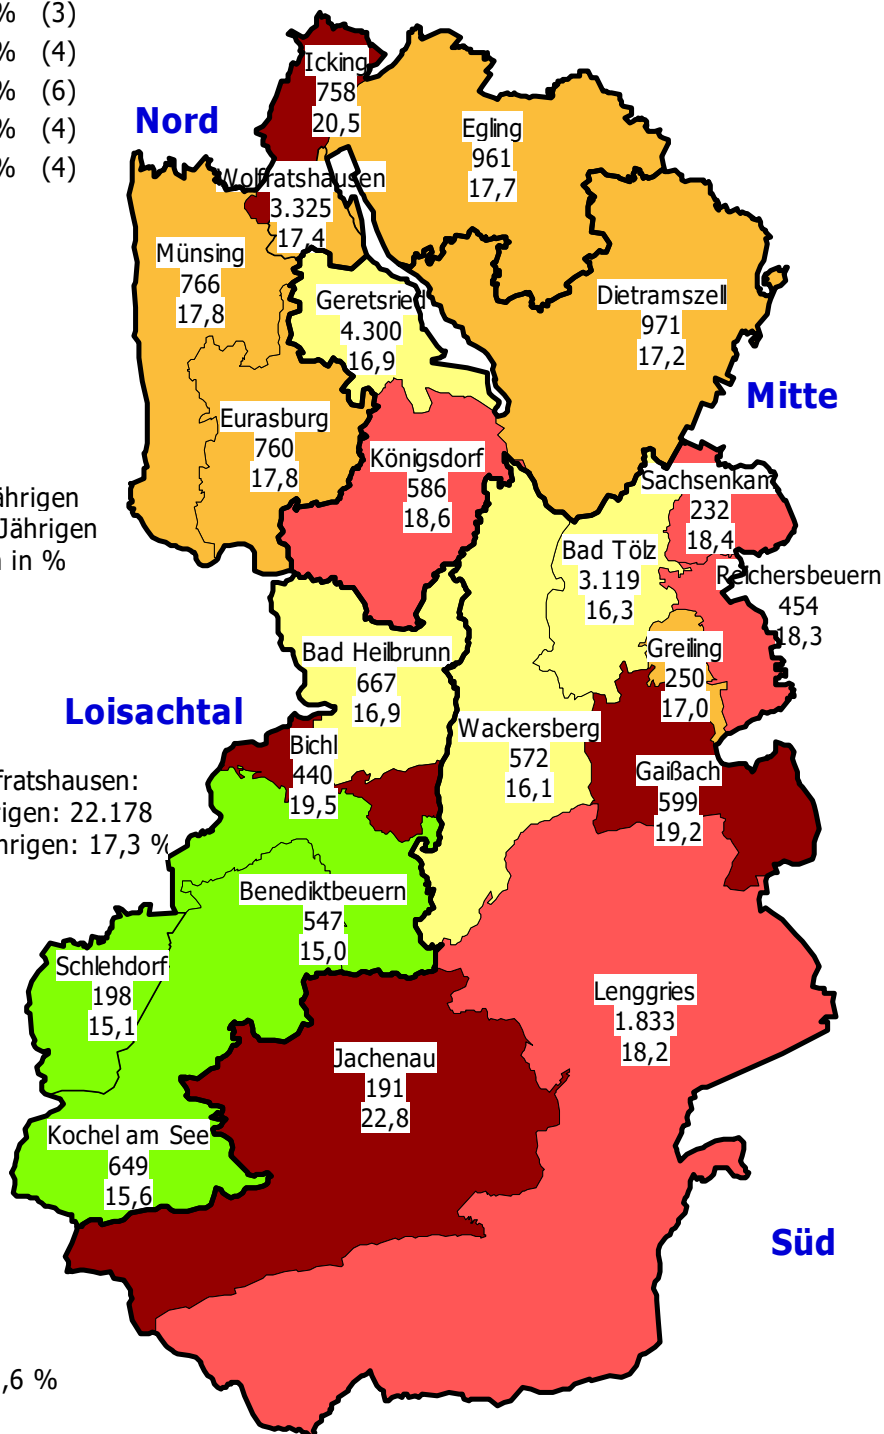 % (3)
% (4)
% (6)
% (4)
% (4)
Nord
Icking
758
20,5
Egling
961
17,7
Wolfratshausen
3.325
17,4
Münsing
766
17,8
Geretsried
4.300
16,9
Dietramszell
971
17,2
Mitte
Eurasburg
760
17,8
Königsdorf
586
18,6
ährigen
Jährigen
in %
Sachsenkam
232
18,4
Bad Tölz
3.119
16,3
Reichersbeuern
454
18,3
Greiling
250
17,0
Bad Heilbrunn
667
16,9
Loisachtal
Wackersberg
572
16,1
Bichl
440
19,5
Gaißach
599
19,2
fratshausen:
rigen: 22.178
hrigen: 17,3 %
Benediktbeuern
547
15,0
Schlehdorf
198
15,1
Lenggries
1.833
18,2
Jachenau
191
22,8
Kochel am See
649
15,6
Süd
,6 %